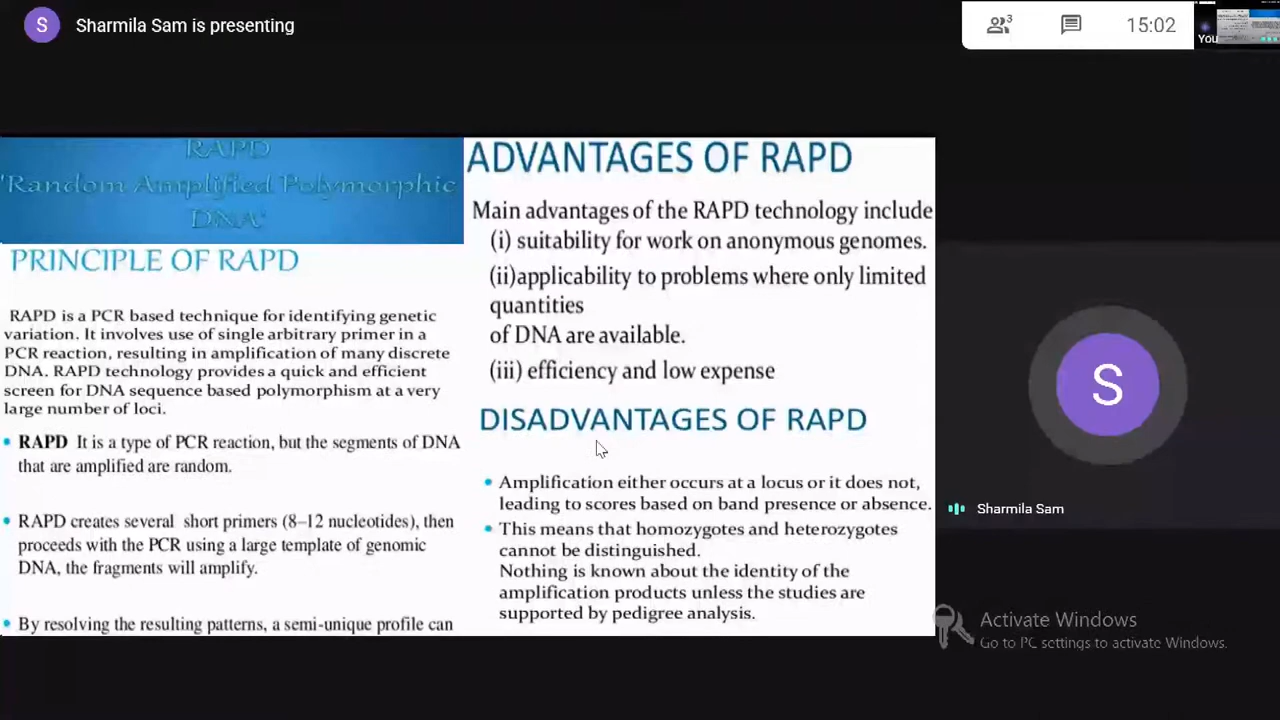 S
Sharmila Sam is presenting
3
15:02
You
RAPD
'Random Amplified Polymorphic
DNA'
PRINCIPLE OF RAPD
RAPD is a PCR based technique for identifying genetic
variation. It involves use of single arbitrary primer in a
PCR reaction, resulting in amplification of many discrete
DNA. RAPD technology provides a quick and efficient
screen for DNA sequence based polymorphism at a very
large number of loci.
• RAPD It is a type of PCR reaction, but the segments of DNA
that are amplified are random.
• RAPD creates several short primers (8–12 nucleotides), then
proceeds with the PCR using a large template of genomic
DNA, the fragments will amplify.
• By resolving the resulting patterns, a semi-unique profile can
ADVANTAGES OF RAPD
Main advantages of the RAPD technology include
(i) suitability for work on anonymous genomes.
(ii)applicability to problems where only limited
quantities
of DNA are available.
(iii) efficiency and low expense
DISADVANTAGES OF RAPD
• Amplification either occurs at a locus or it does not,
leading to scores based on band presence or absence.
• This means that homozygotes and heterozygotes
cannot be distinguished.
Nothing is known about the identity of the
amplification products unless the studies are
supported by pedigree analysis.
S
Sharmila Sam
Activate Windows
Go to PC settings to activate Windows.